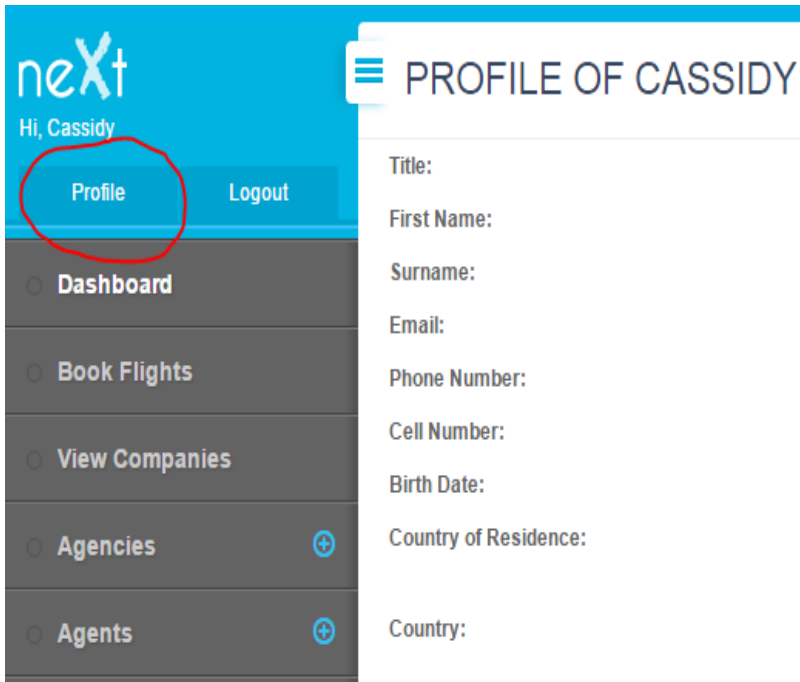 neXt
Hi, Cassidy
Profile
Logout
Dashboard
Book Flights
View Companies
Agencies
Agents
PROFILE OF CASSIDY
Title:
First Name:
Surname:
Email:
Phone Number:
Cell Number:
Birth Date:
Country of Residence:
Country: